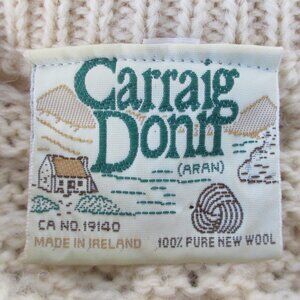 Carraig
Donn
(ARAN)
CA NO.19140
MADE IN IRELAND
100% PURE NEW WOOL